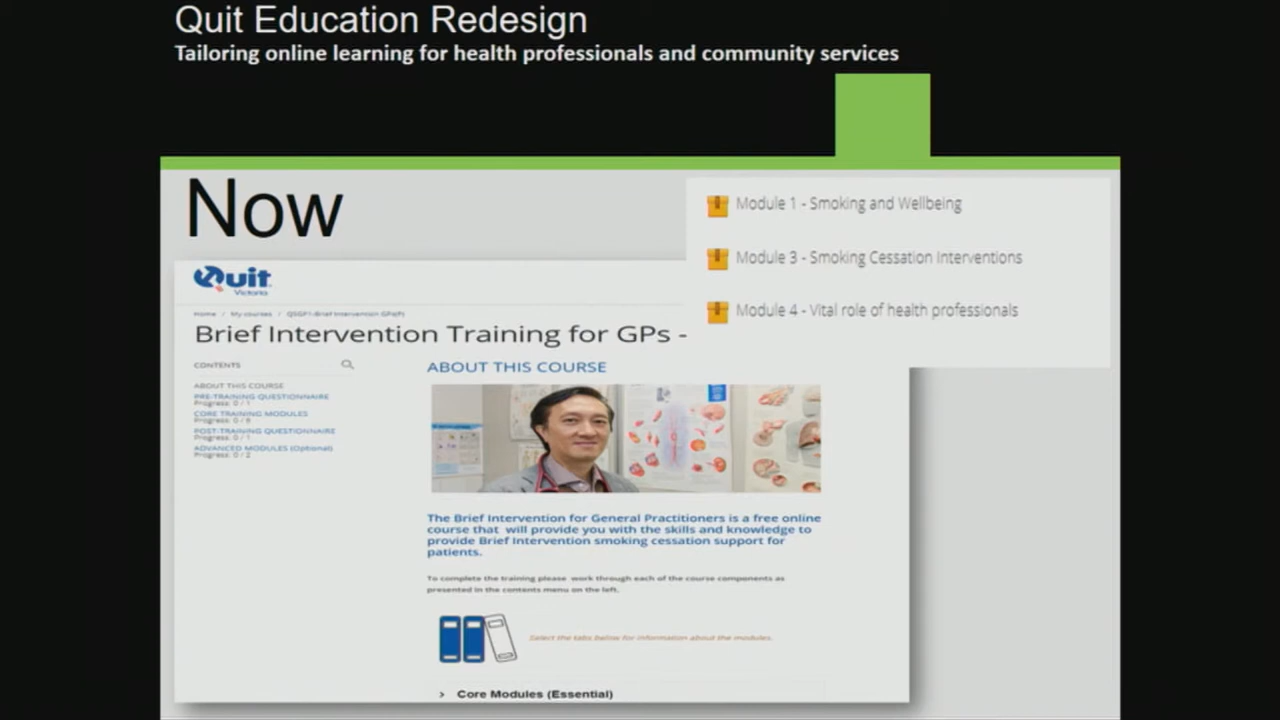 Quit Education Redesign
Tailoring online learning for health professionals and community services
Now
Module 1 - Smoking and Wellbeing
Module 3 - Smoking Cessation Interventions
Module 4 - Vital role of health professionals
Quit
Victoria
Home / My courses / QSGP1-Brief Intervention GPs(P)
Brief Intervention Training for GPs -
CONTENTS
ABOUT THIS COURSE
PRE-TRAINING QUESTIONNAIRE
Progress: 0 / 1
CORE TRAINING MODULES
Progress: 0 / 6
POST-TRAINING QUESTIONNAIRE
Progress: 0 / 1
ADVANCED MODULES (Optional)
Progress: 0 / 2
ABOUT THIS COURSE
The Brief Intervention for General Practitioners is a free online
course that will provide you with the skills and knowledge to
provide Brief Intervention smoking cessation support for
patients.
To complete the training please work through each of the course components as
presented in the contents menu on the left.
Select the tabs below for information about the modules.
> Core Modules (Essential)